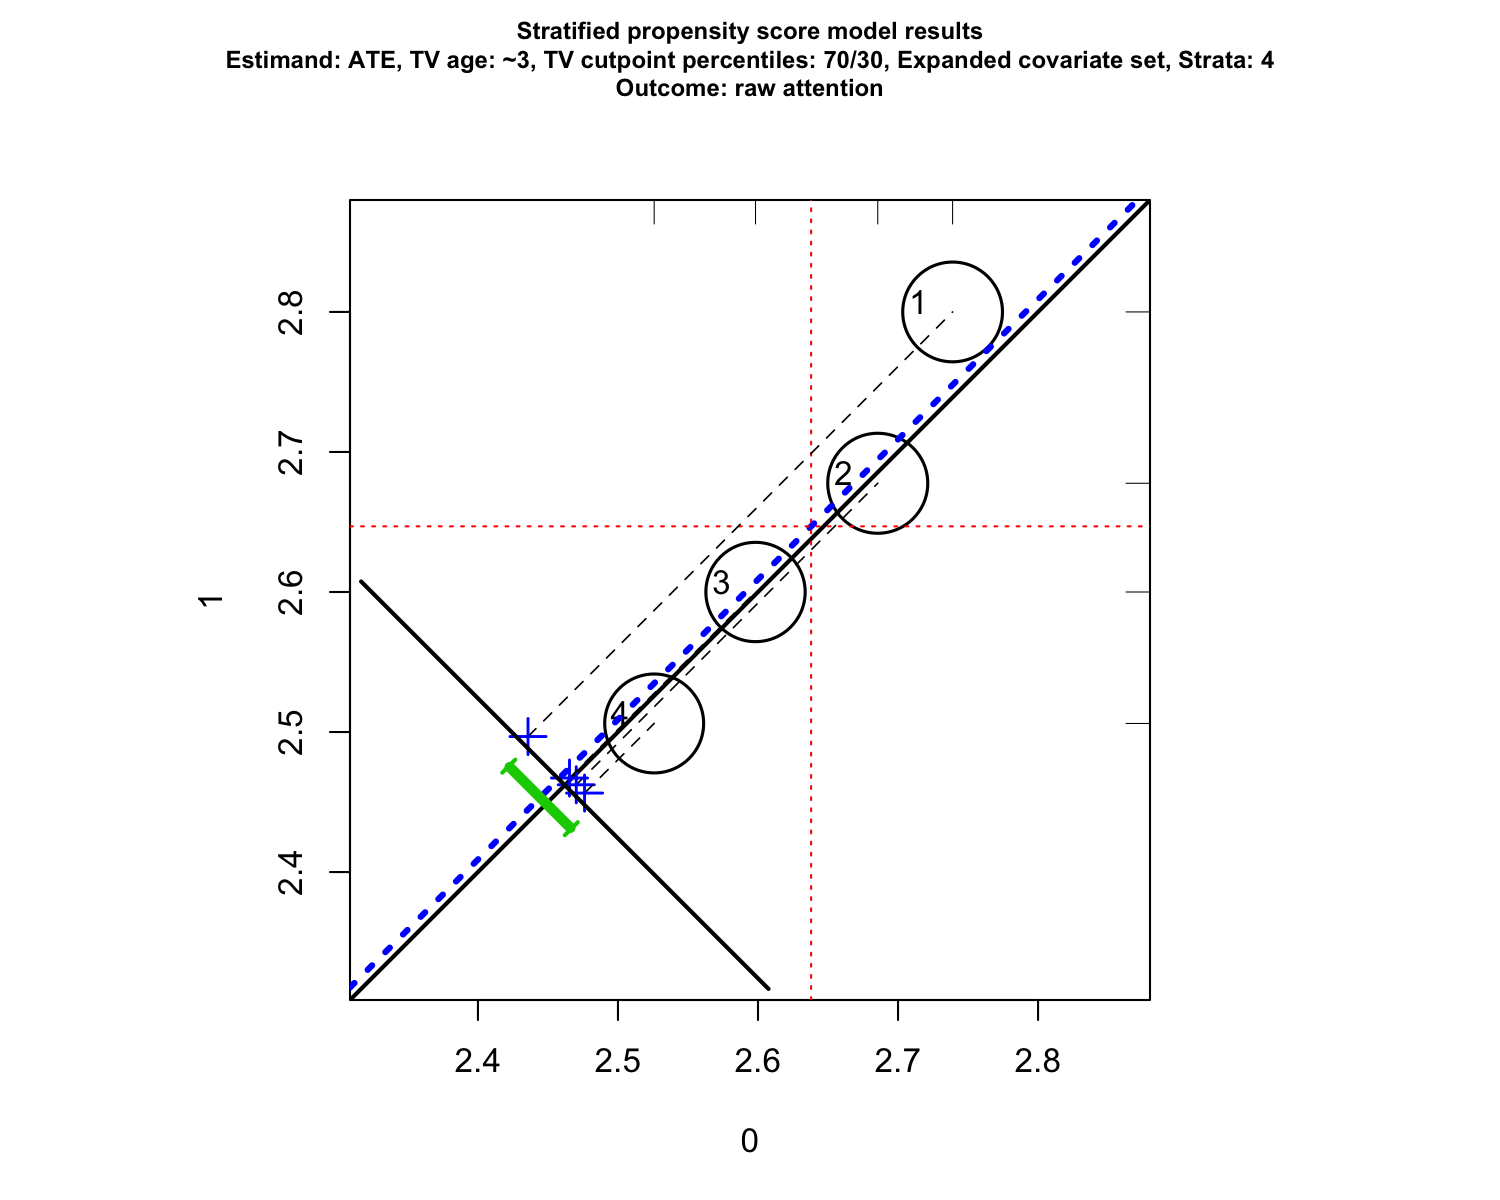 Stratified propensity score model results
Estimand: ATE, TV age: ~3, TV cutpoint percentiles: 70/30, Expanded covariate set, Strata: 4
Outcome: raw attention
2.8
1
2.7
2
2.6
3
1
2.5
4
2.4
2.4 2.5 2.6 2.7 2.8
0